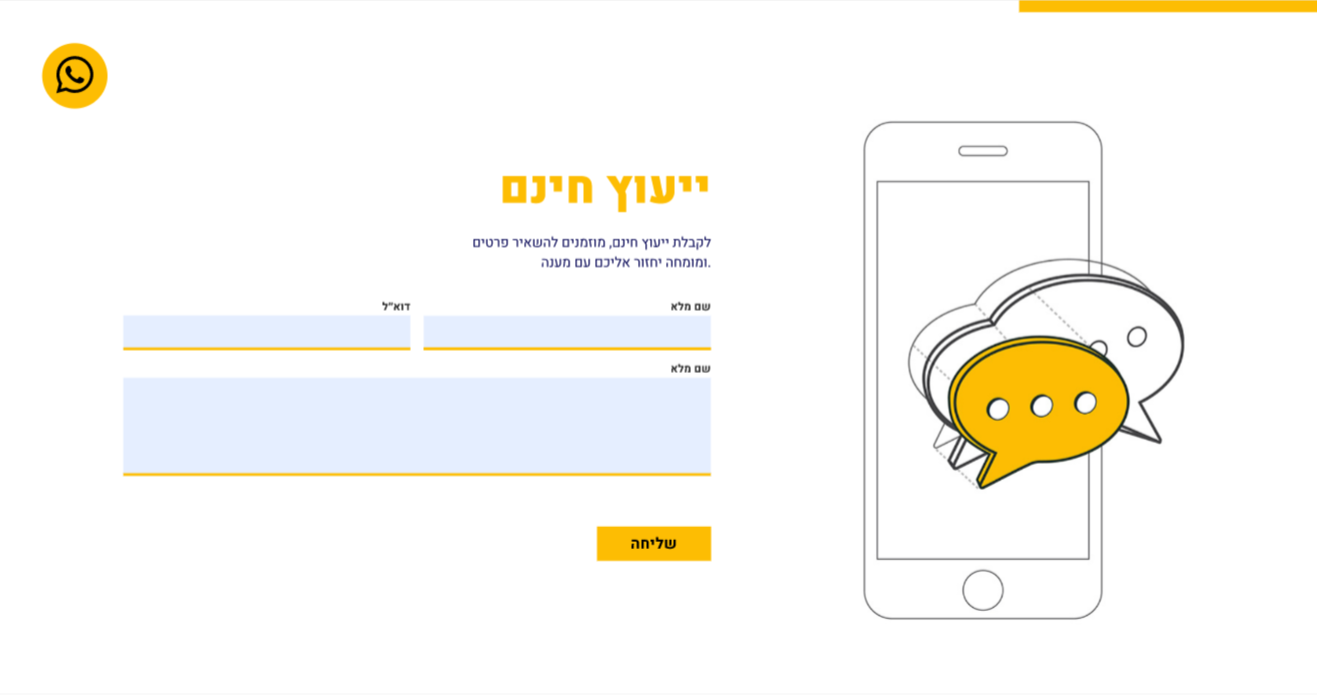 ייעוץ חינם
לקבלת ייעוץ חינם, מוזמנים להשאיר פרטים
ומומחה יחזור אליכם עם מענה.
שם מלא
דוא״ל
שם מלא
שליחה